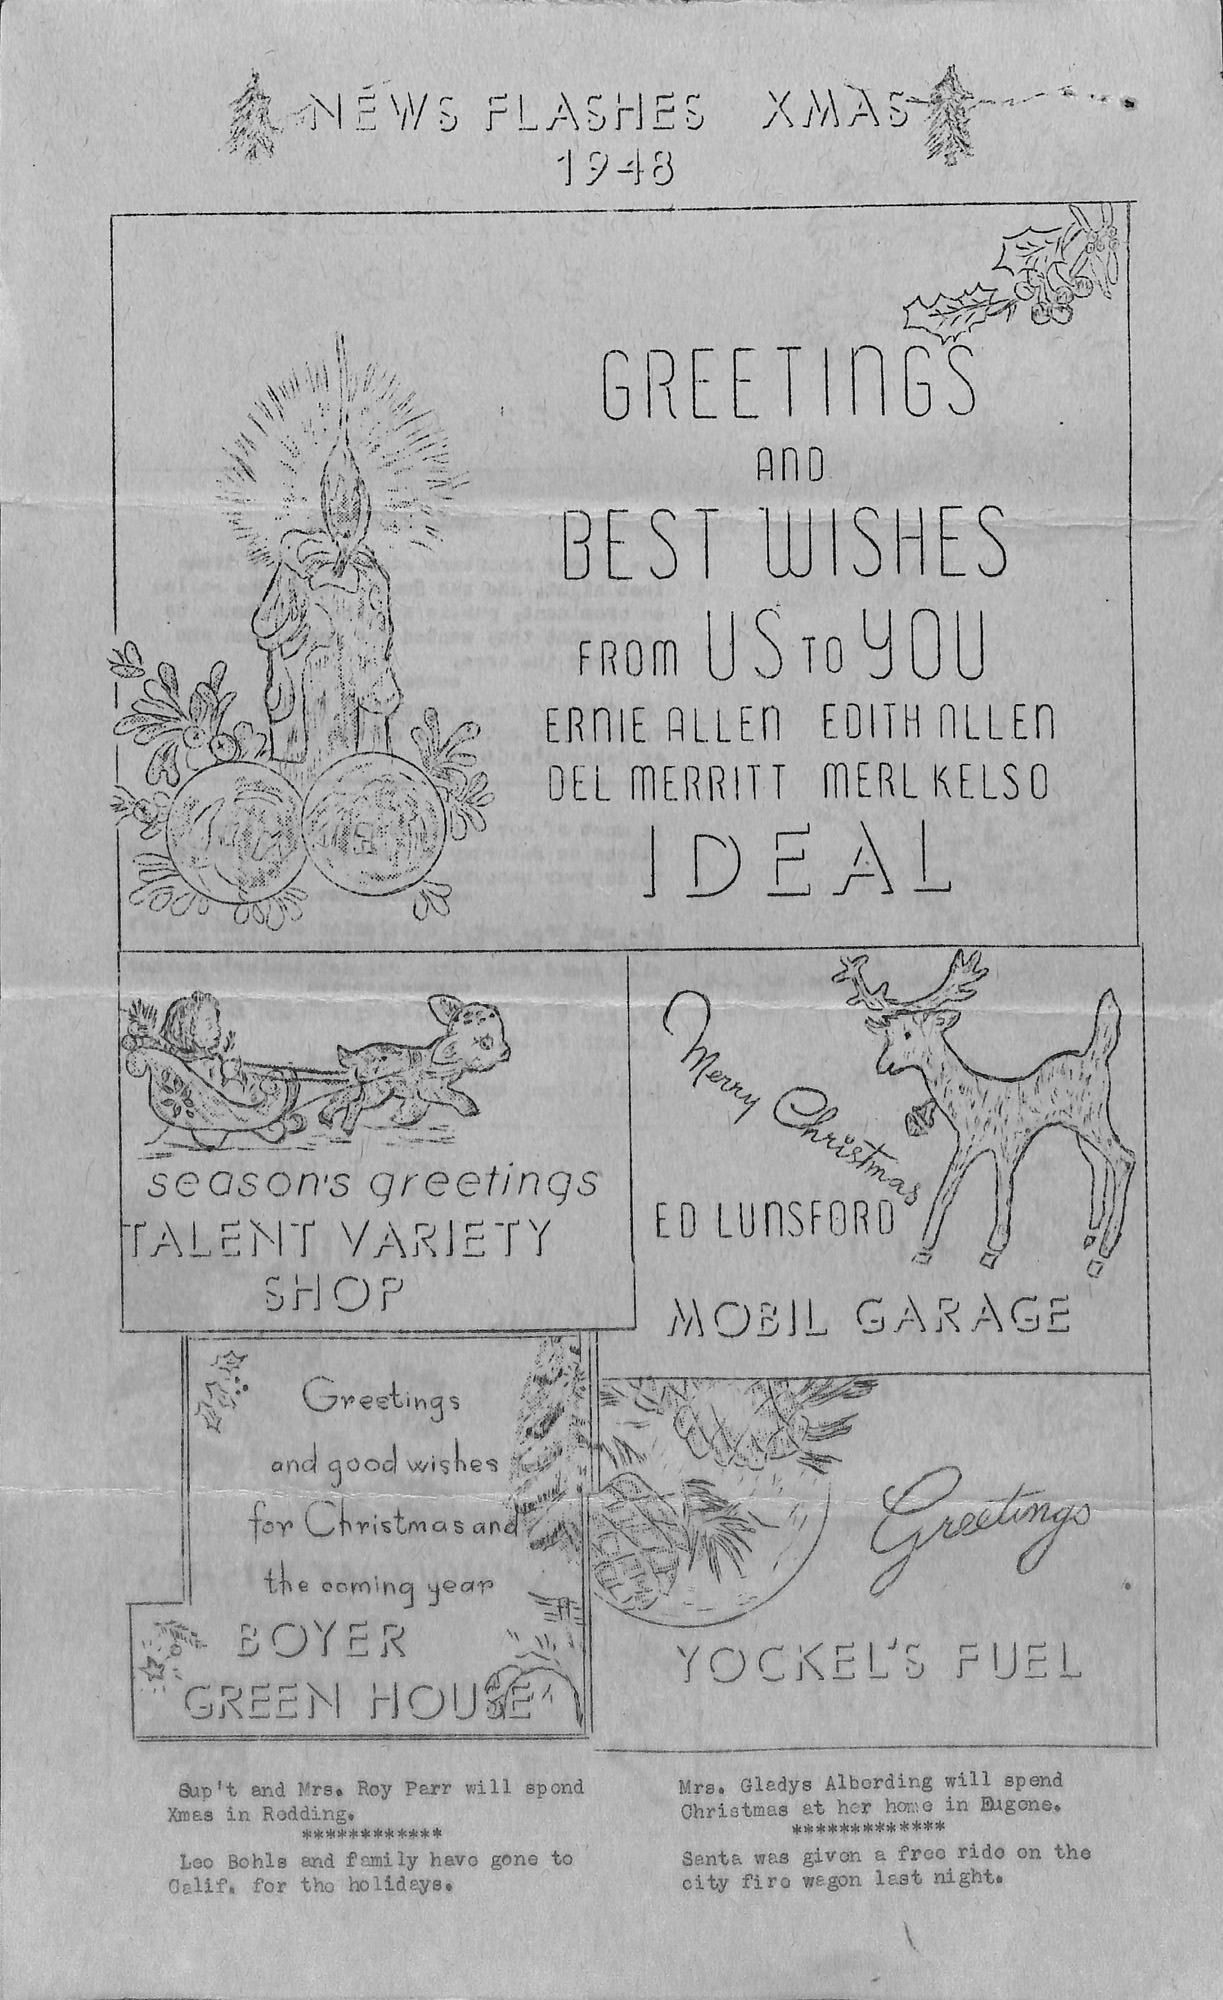 NEWS FLASHES XMAS
1948
GREETINGS
AND
BEST WISHES
FROM US TO YOU
ERNIE ALLEN EDITH ALLEN
DEL MERRITT MERL KELSO
IDEAL
season's greetings
TALENT VARIETY
SHOP
Merry Christmas
ED LUNSFORD
MOBIL GARAGE
Greetings
and good wishes
for Christmas and
the coming year
BOYER
GREEN HOUSE
Greetings
YOCKEL'S FUEL
Sup't and Mrs. Roy Parr will spend
Xmas in Redding.
************
Leo Bohls and family have gone to
Calif. for the holidays.
Mrs. Gladys Albording will spend
Christmas at her home in Eugene.
*************
Santa was given a free ride on the
city fire wagon last night.